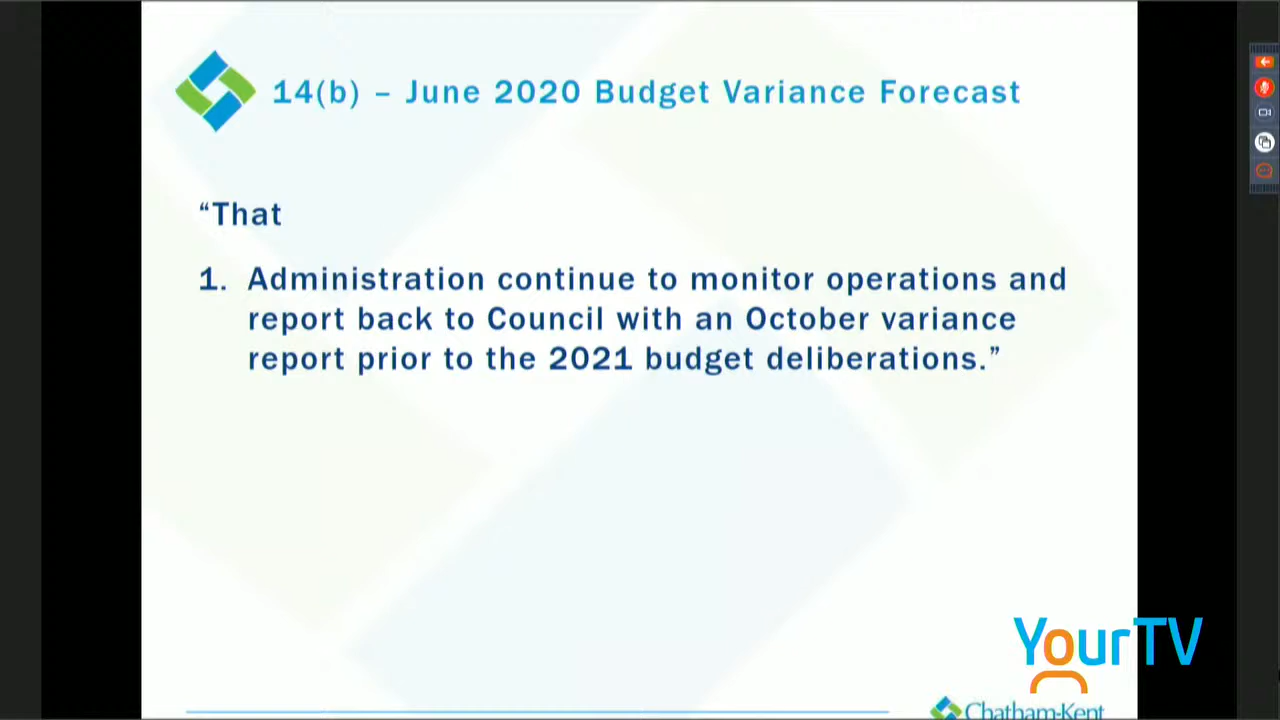 14(b) – June 2020 Budget Variance Forecast
“That
1. Administration continue to monitor operations and
report back to Council with an October variance
report prior to the 2021 budget deliberations.”
YourTV
Chatham-Kent